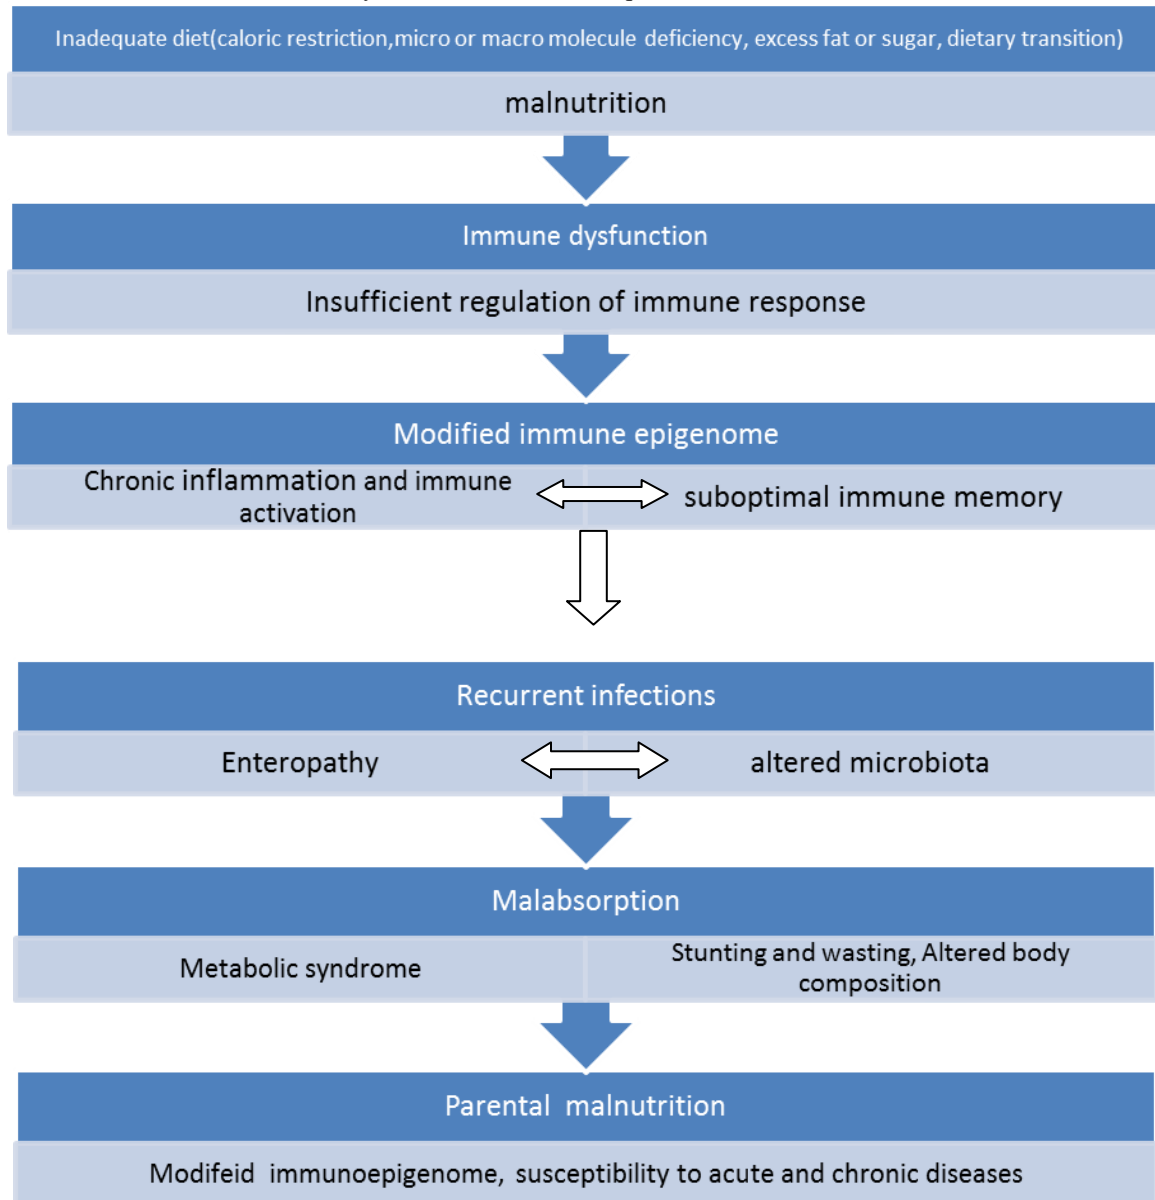 Inadequate diet(caloric restriction,micro or macro molecule deficiency, excess fat or sugar, dietary transition)
malnutrition
Immune dysfunction
Insufficient regulation of immune response
Modified immune epigenome
Chronic inflammation and immune
activation
suboptimal immune memory
Recurrent infections
Enteropathy
altered microbiota
Malabsorption
Metabolic syndrome
Stunting and wasting, Altered body
composition
Parental malnutrition
Modifeid immunoepigenome, susceptibility to acute and chronic diseases